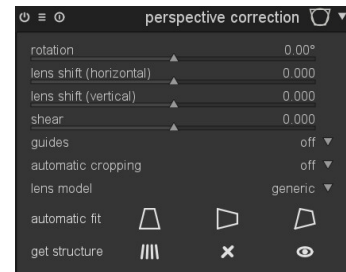 perspective correction
rotation 0.00°
lens shift (horizontal) 0.000
lens shift (vertical) 0.000
shear 0.000
guides off
automatic cropping off
lens model generic
automatic fit
get structure